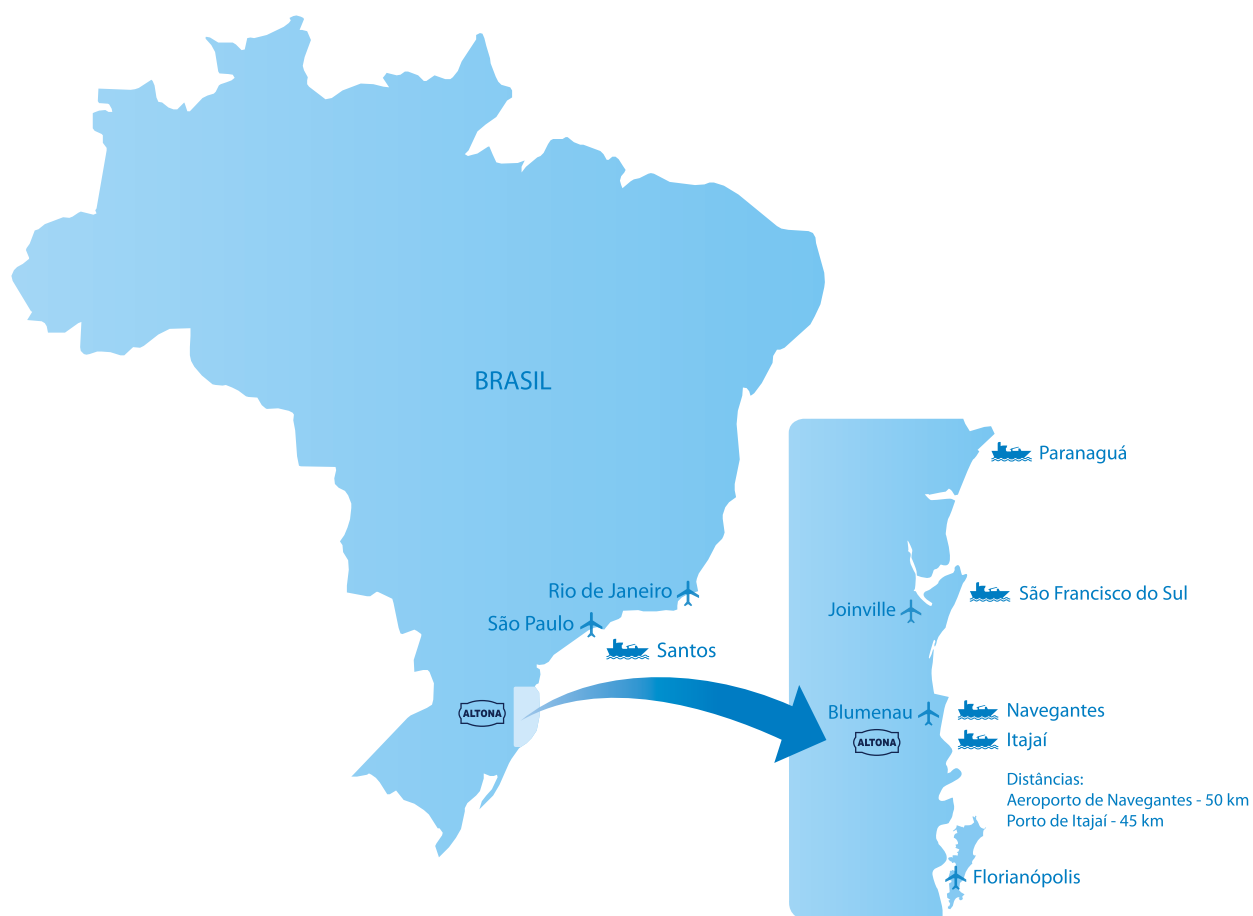 BRASIL
Paranaguá
Rio de Janeiro
São Francisco do Sul
Joinville
São Paulo
Santos
ALTONA
Blumenau
Navegantes
ALTONA
Itajaí
Distâncias:
Aeroporto de Navegantes - 50 km
Porto de Itajaí - 45 km
Florianópolis